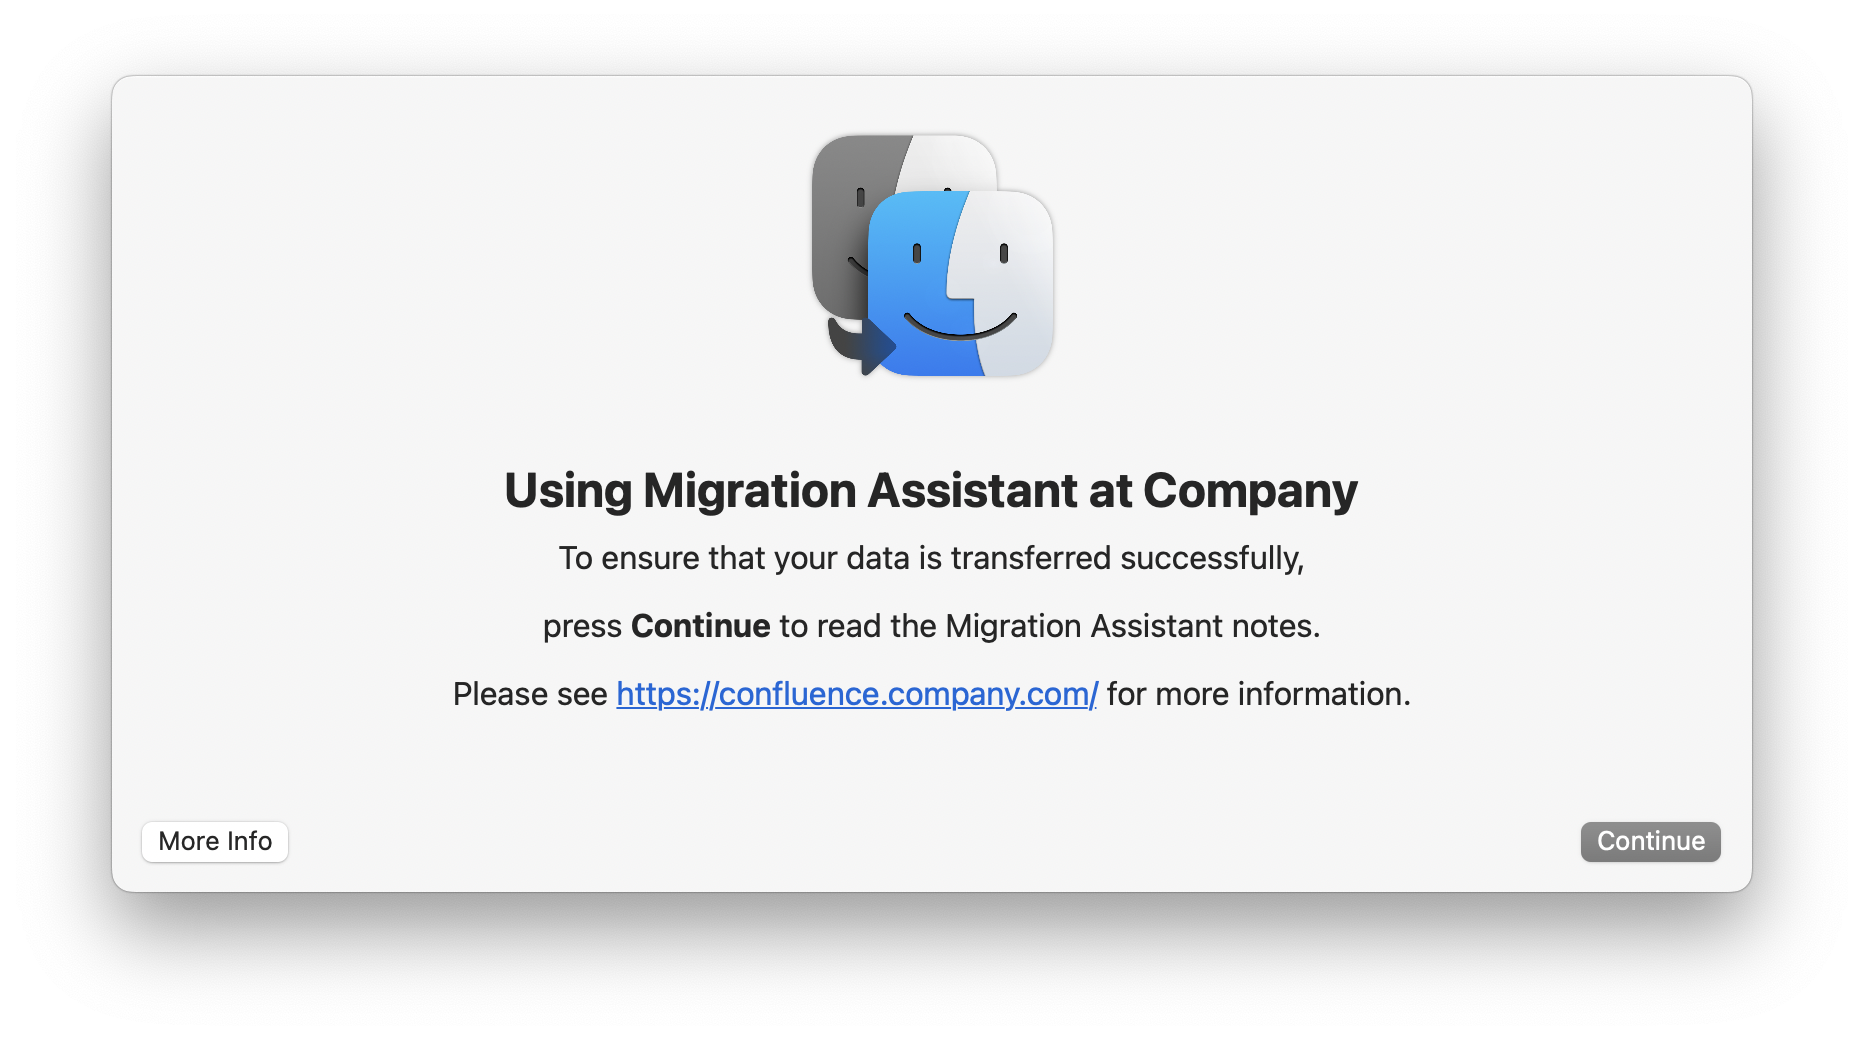 Using Migration Assistant at Company
To ensure that your data is transferred successfully,
press Continue to read the Migration Assistant notes.
Please see https://confluence.company.com/ for more information.
More Info
Continue